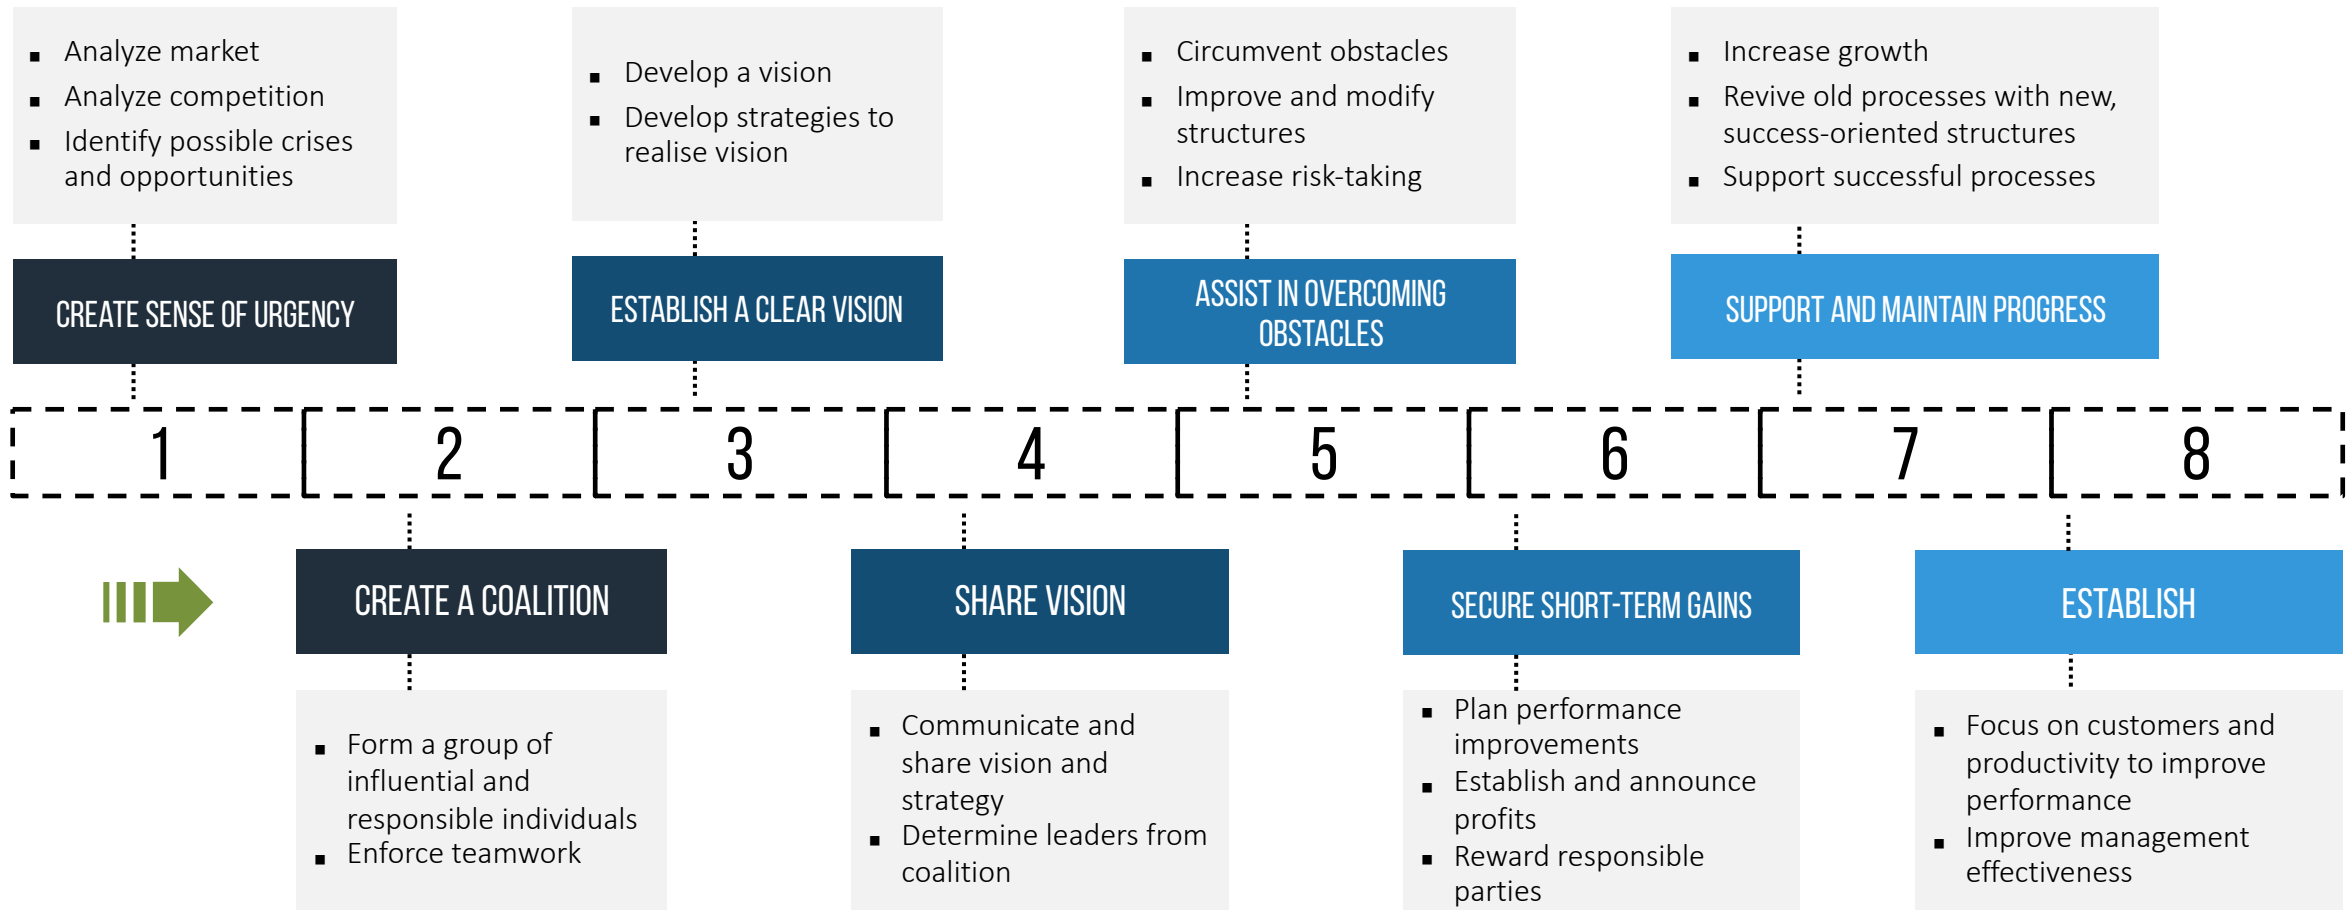 Analyze market
Analyze competition
Identify possible crises
and opportunities
Develop a vision
Develop strategies to
realise vision
Circumvent obstacles
Improve and modify
structures
Increase risk-taking
Increase growth
Revive old processes with new,
success-oriented structures
Support successful processes
CREATE SENSE OF URGENCY
ESTABLISH A CLEAR VISION
ASSIST IN OVERCOMING
OBSTACLES
SUPPORT AND MAINTAIN PROGRESS
1 2 3 4 5 6 7 8
CREATE A COALITION
SHARE VISION
SECURE SHORT-TERM GAINS
ESTABLISH
Form a group of
influential and
responsible individuals
Enforce teamwork
Communicate and
share vision and
strategy
Determine leaders from
coalition
Plan performance
improvements
Establish and announce
profits
Reward responsible
parties
Focus on customers and
productivity to improve
performance
Improve management
effectiveness